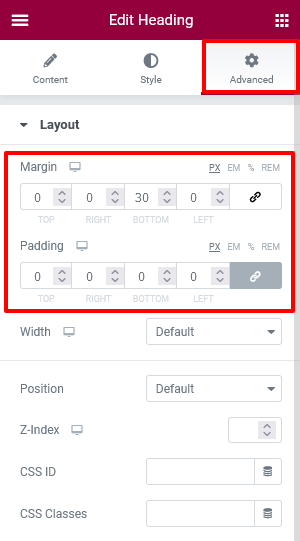 Edit Heading
Content Style Advanced
Layout
Margin PX EM % REM
0 0 30 0
TOP RIGHT BOTTOM LEFT
Padding PX EM % REM
0 0 0 0
TOP RIGHT BOTTOM LEFT
Width Default
Position Default
Z-Index
CSS ID
CSS Classes